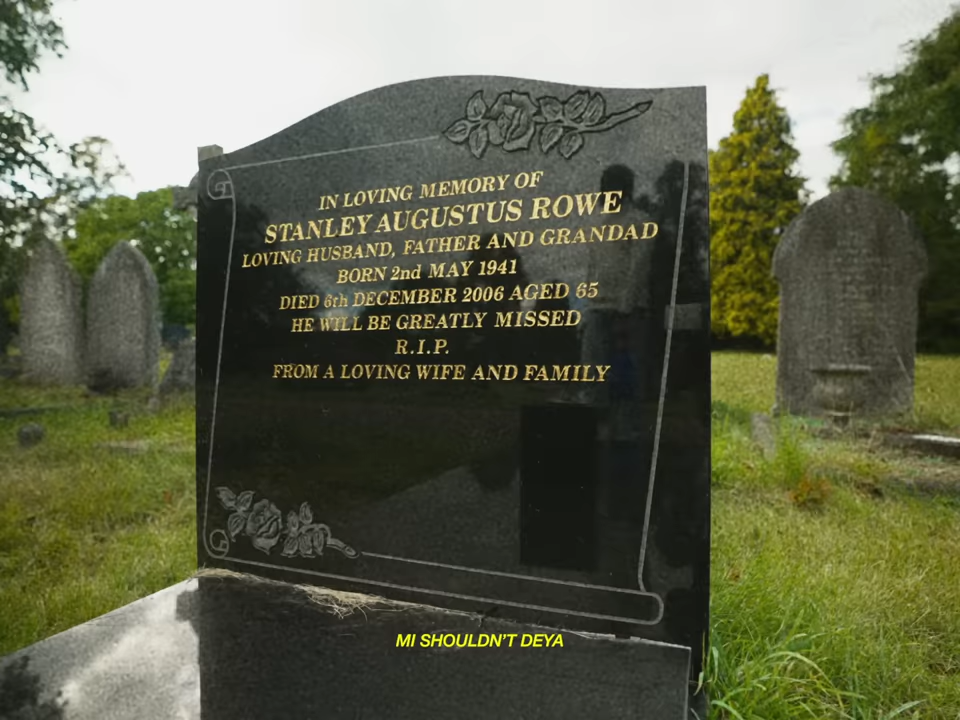 IN LOVING MEMORY OF
STANLEY AUGUSTUS ROWE
LOVING HUSBAND, FATHER AND GRANDAD
BORN 2nd MAY 1941
DIED 6th DECEMBER 2006 AGED 65
HE WILL BE GREATLY MISSED
R.I.P.
FROM A LOVING WIFE AND FAMILY
MI SHOULDN'T DEYA